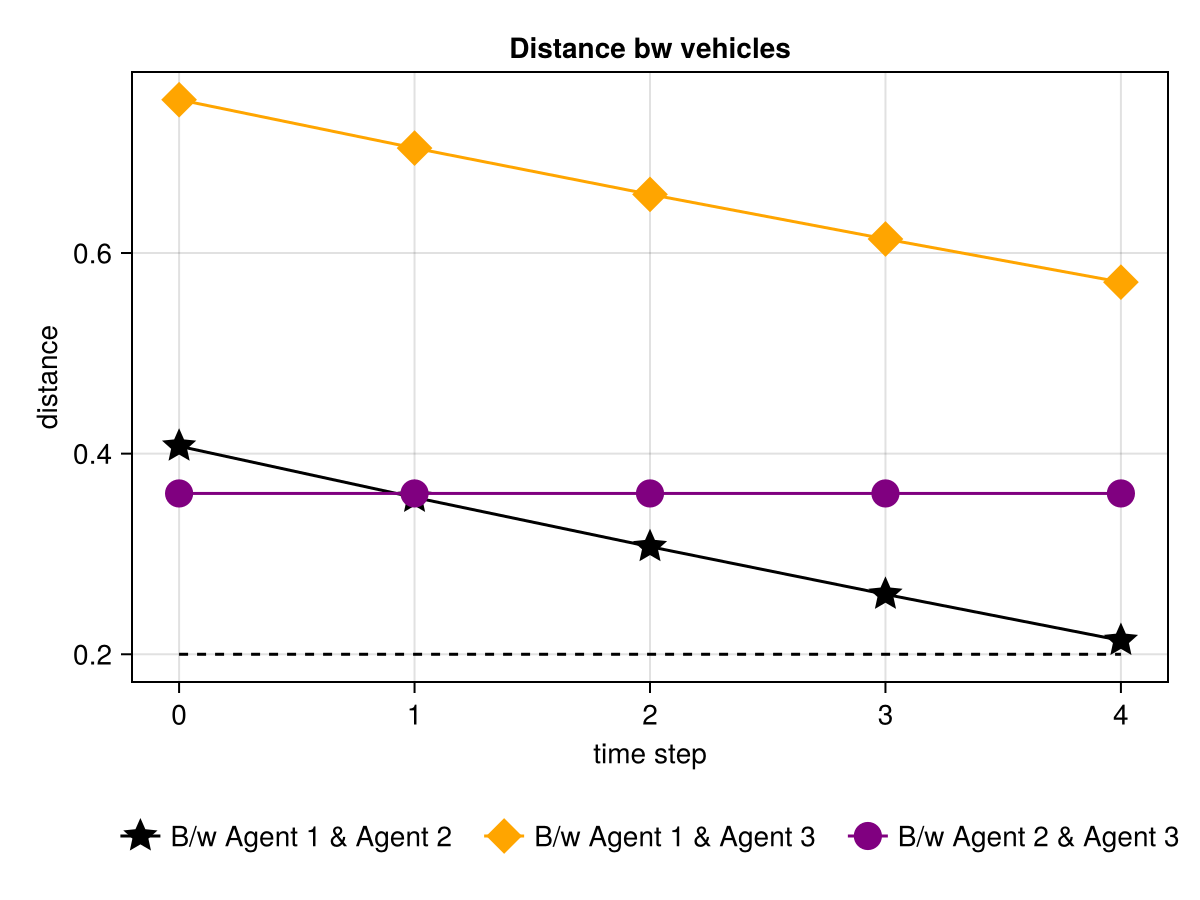 Distance bw vehicles
distance
0.6
0.4
0.2
0 1 2 3 4
time step
B/w Agent 1 & Agent 2 B/w Agent 1 & Agent 3 B/w Agent 2 & Agent 3